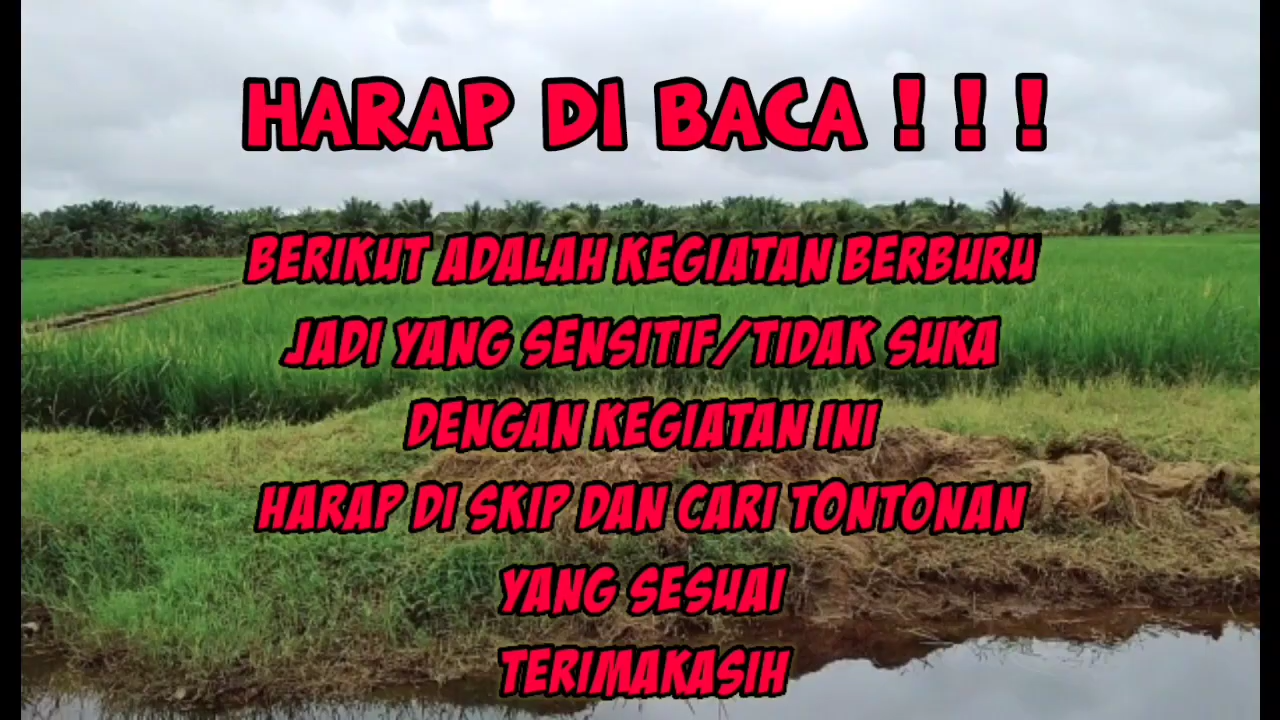 HARAP DI BACA ! ! !
BERIKUT ADALAH KEGIATAN BERBURU
JADI YANG SENSITIF/TIDAK SUKA
DENGAN KEGIATAN INI
HARAP DI SKIP DAN CARI TONTONAN
YANG SESUAI
TERIMAKASIH